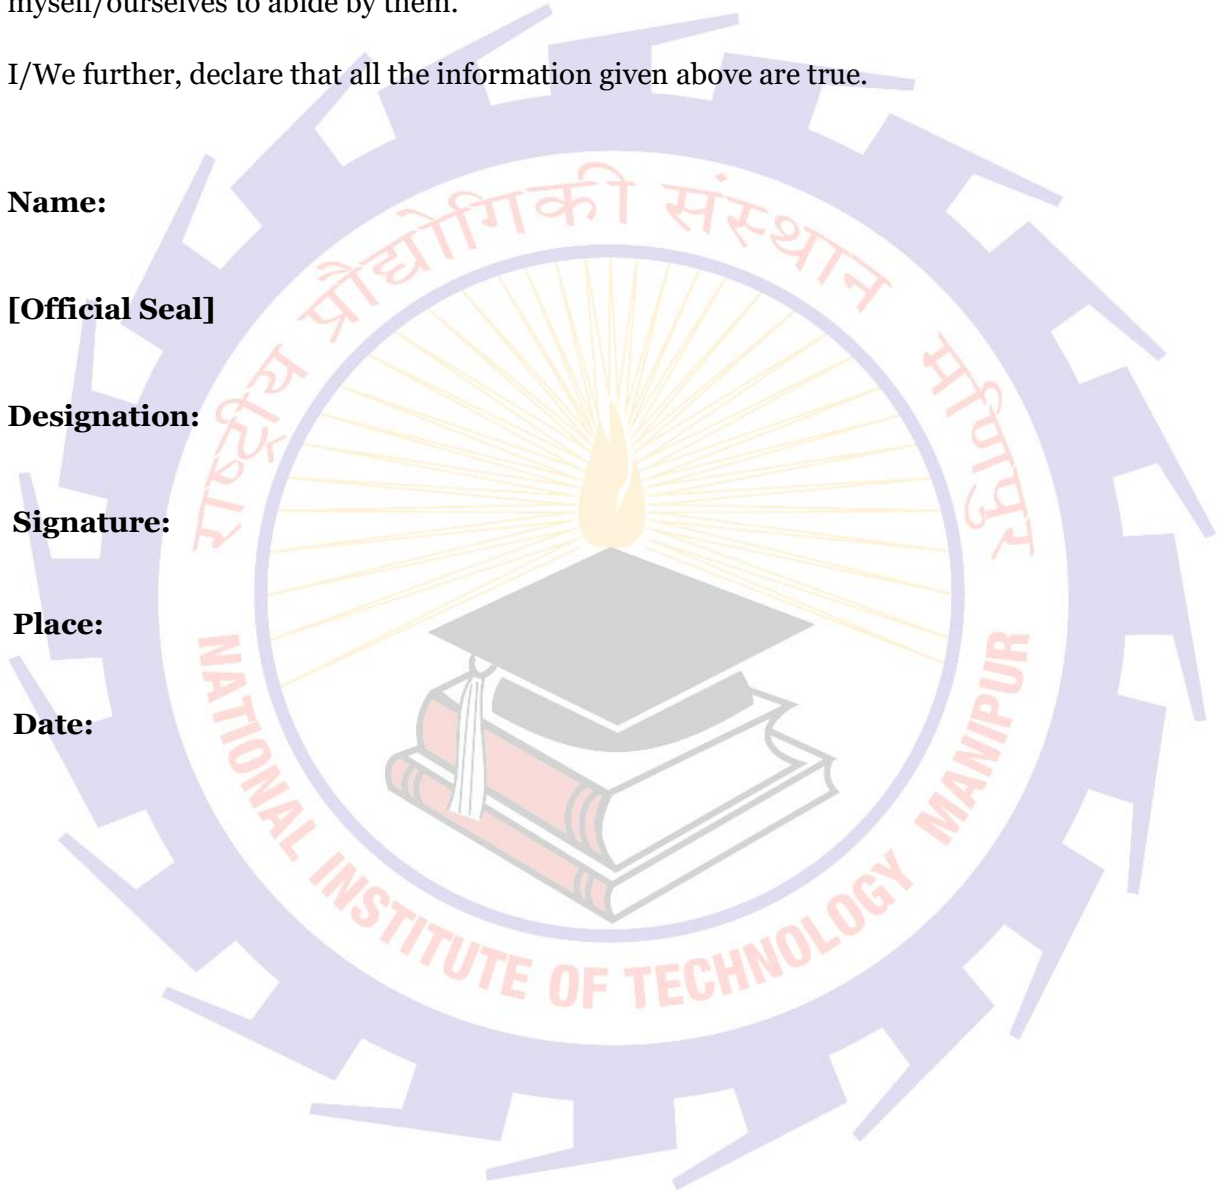 myself/ourselves to abide by them.
I/We further, declare that all the information given above are true.
Name:
[Official Seal]
Designation:
Signature:
Place:
Date:
राष्ट्रीय प्रौद्योगिकी संस्थान मणिपुर
NATIONAL INSTITUTE OF TECHNOLOGY MANIPUR